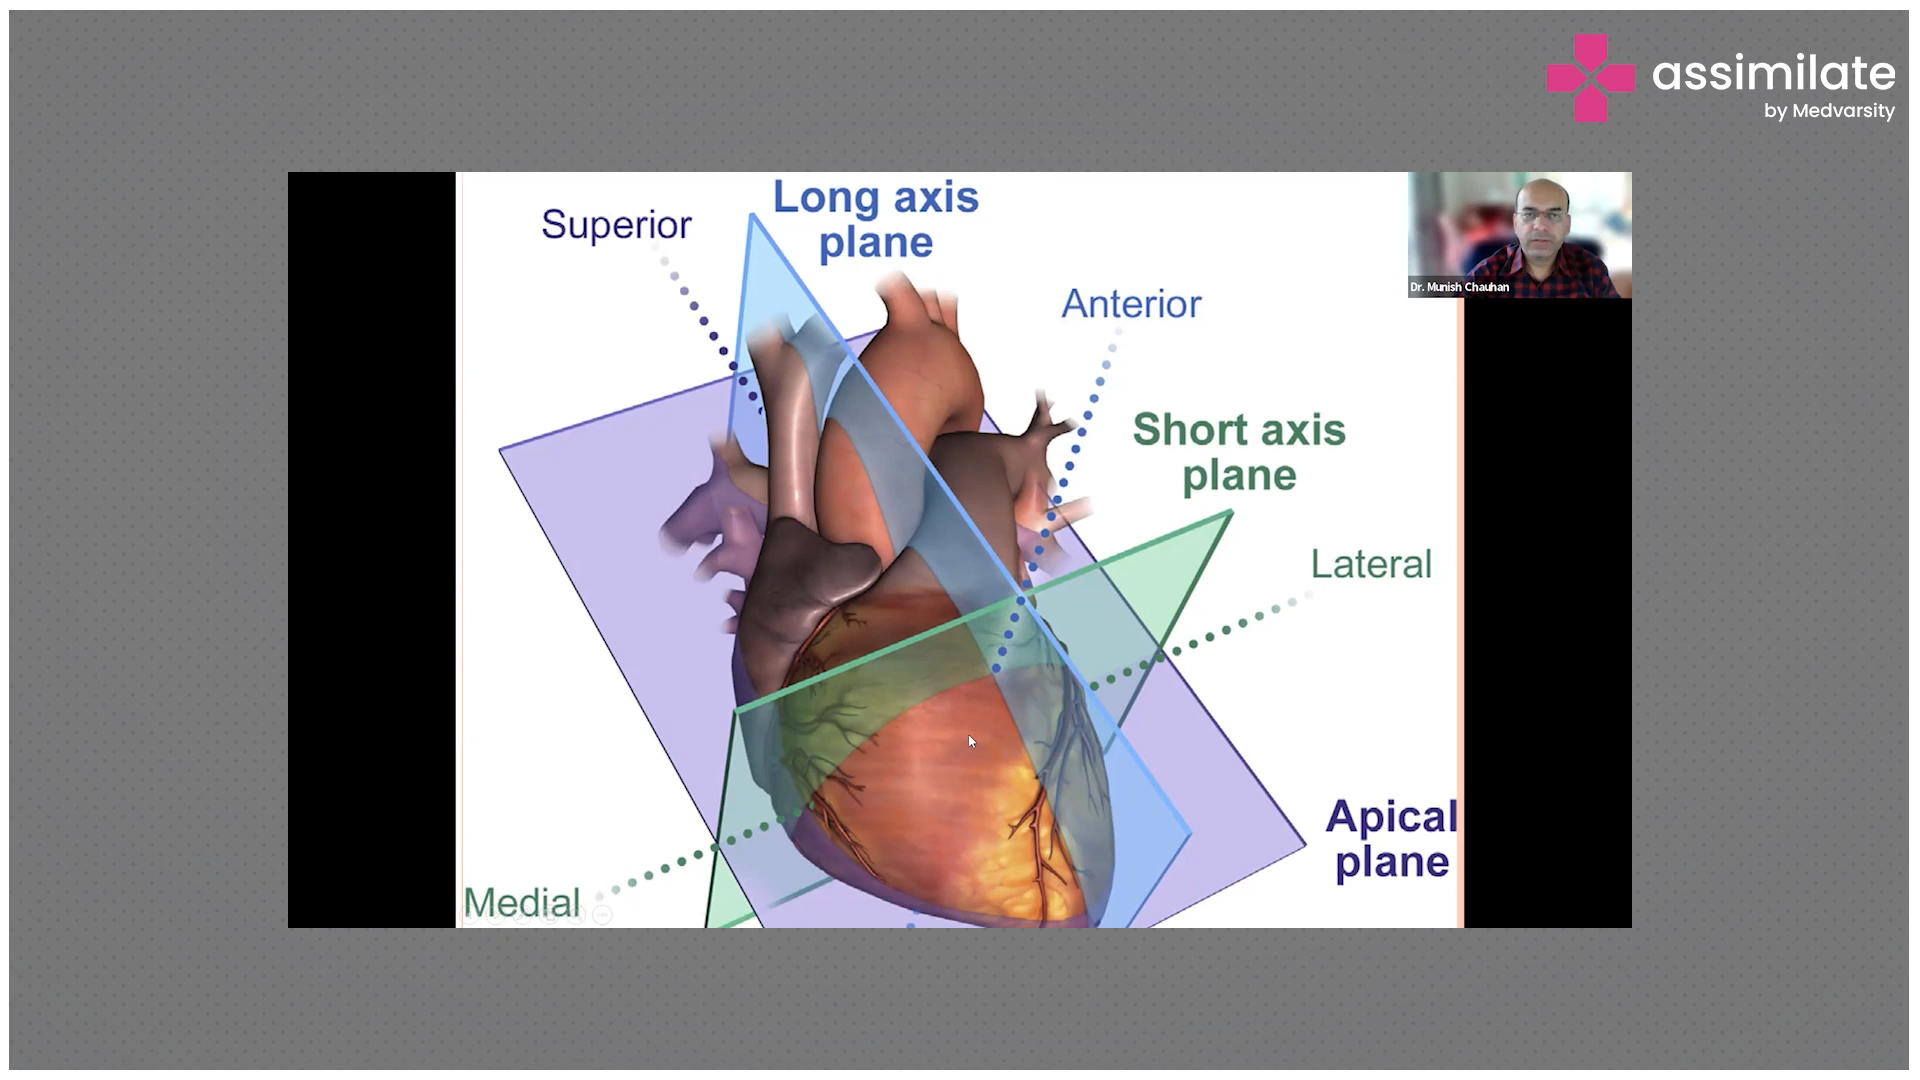 assimilate
by Medvarsity
Long axis
plane
Superior
Dr. Munish Chauhan
Anterior
Short axis
plane
Lateral
Apical
plane
Medial